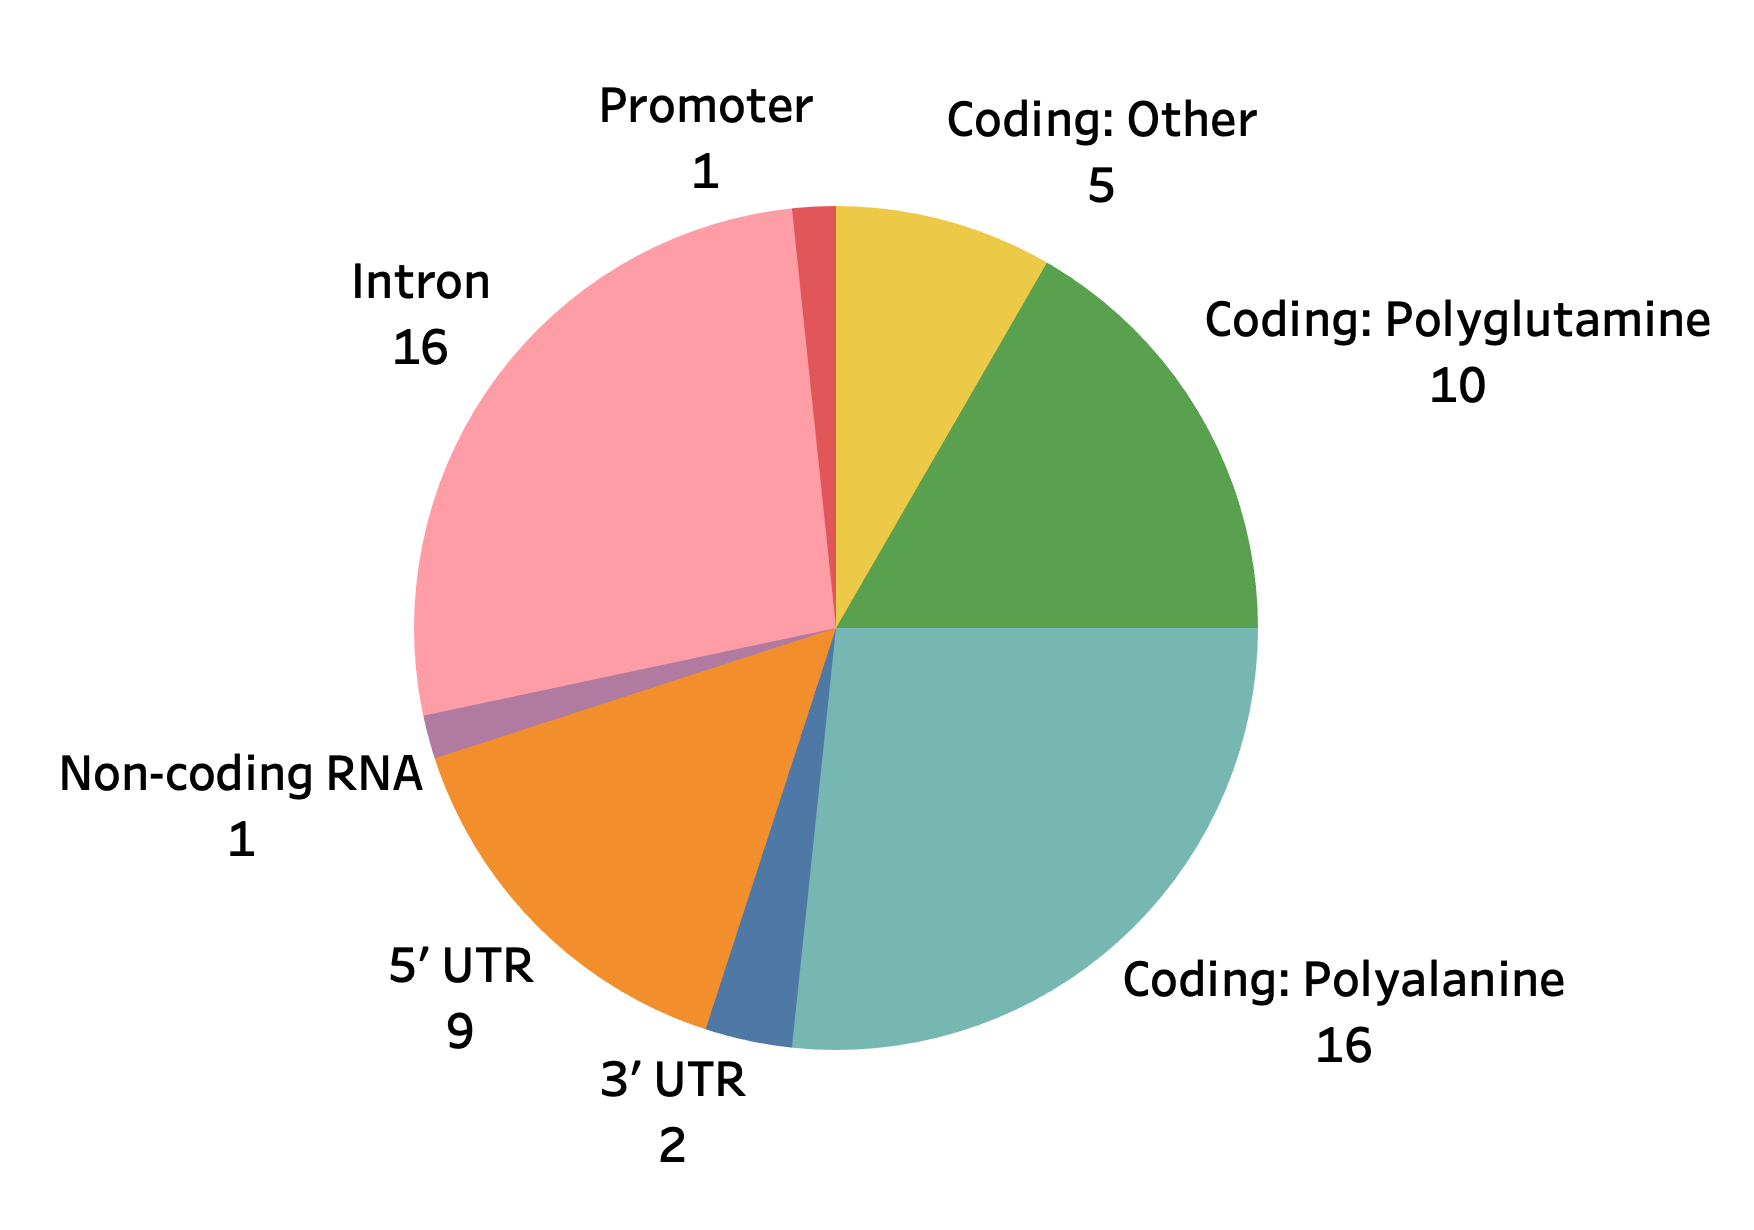 Promoter
1
Coding: Other
5
Coding: Polyglutamine
10
Coding: Polyalanine
16
3′ UTR
2
5′ UTR
9
Non-coding RNA
1
Intron
16